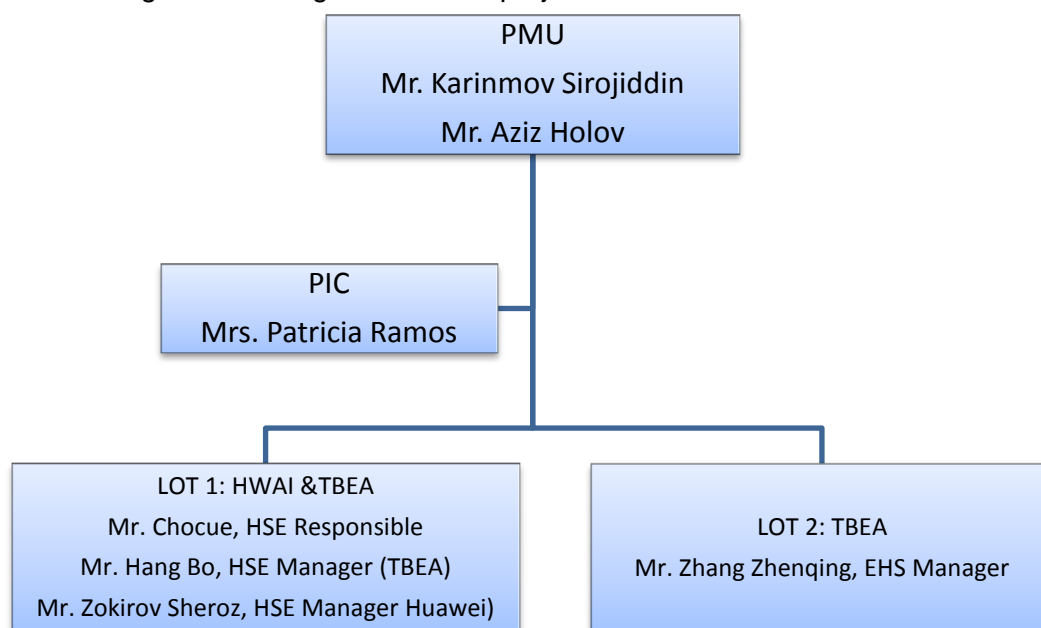 PMU
Mr. Karinmov Sirojiddin
Mr. Aziz Holov
PIC
Mrs. Patricia Ramos
LOT 1: HWAI &TBEA
Mr. Chocue, HSE Responsible
Mr. Hang Bo, HSE Manager (TBEA)
Mr. Zokirov Sheroz, HSE Manager Huawei)
LOT 2: TBEA
Mr. Zhang Zhenqing, EHS Manager